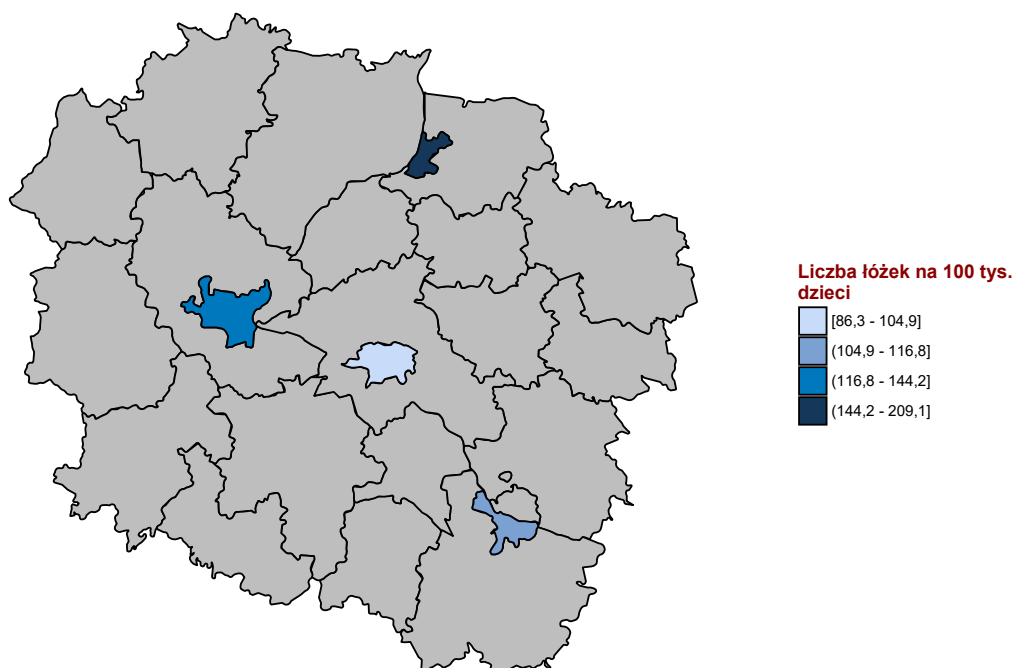 Liczba łóżek na 100 tys.
dzieci
[86,3 - 104,9]
(104,9 - 116,8]
(116,8 - 144,2]
(144,2 - 209,1]